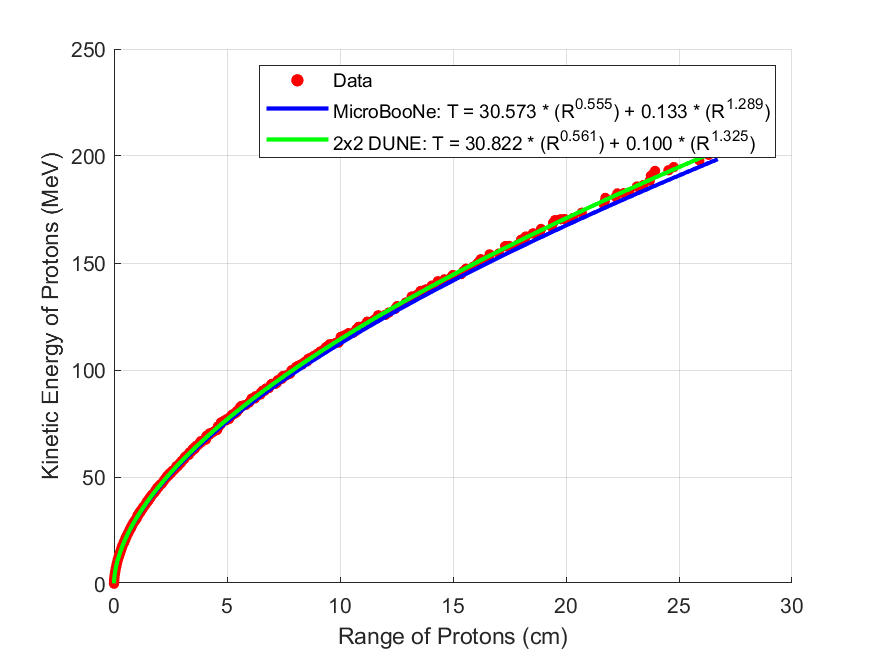 250
200
150
100
50
0
0 5 10 15 20 25 30
Kinetic Energy of Protons (MeV)
Range of Protons (cm)
Data
MicroBooNe: T = 30.573 * (R^0.555) + 0.133 * (R^1.289)
2x2 DUNE: T = 30.822 * (R^0.561) + 0.100 * (R^1.325)